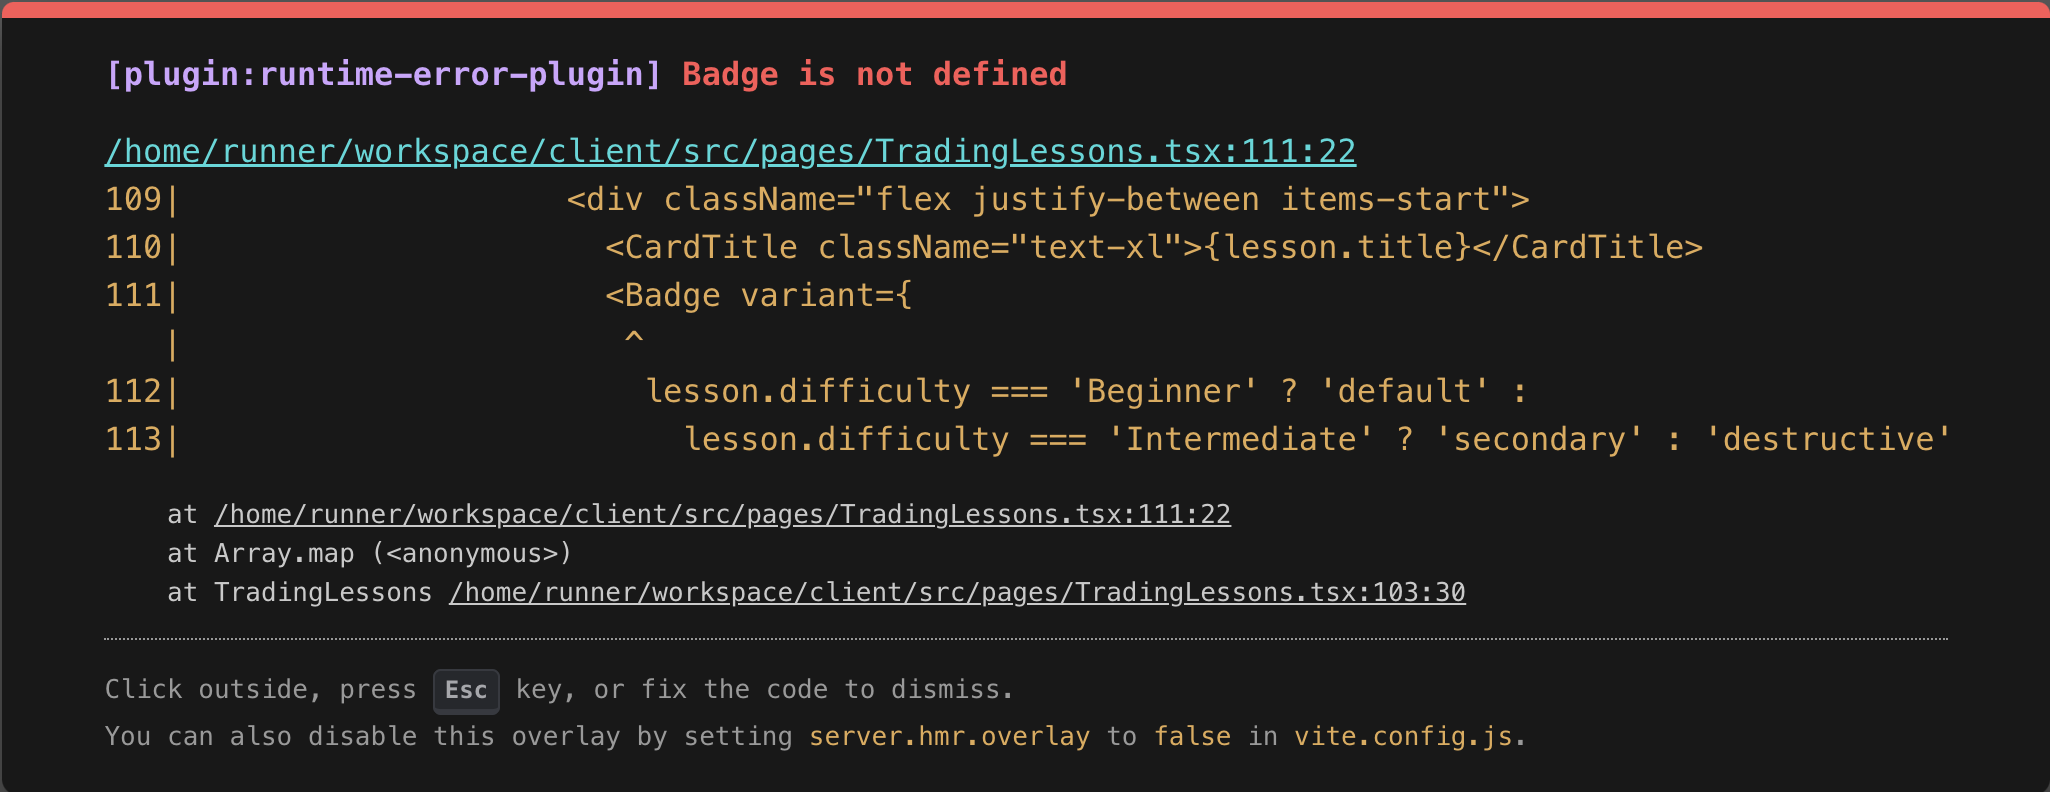 [plugin:runtime-error-plugin] Badge is not defined
/home/runner/workspace/client/src/pages/TradingLessons.tsx:111:22
109|                    <div className="flex justify-between items-start">
110|                      <CardTitle className="text-xl">{lesson.title}</CardTitle>
111|                      <Badge variant={
   |                       ^
112|                        lesson.difficulty === 'Beginner' ? 'default' :
113|                          lesson.difficulty === 'Intermediate' ? 'secondary' : 'destructive'
    at /home/runner/workspace/client/src/pages/TradingLessons.tsx:111:22
    at Array.map (<anonymous>)
    at TradingLessons /home/runner/workspace/client/src/pages/TradingLessons.tsx:103:30
Click outside, press Esc key, or fix the code to dismiss.
You can also disable this overlay by setting server.hmr.overlay to false in vite.config.js.